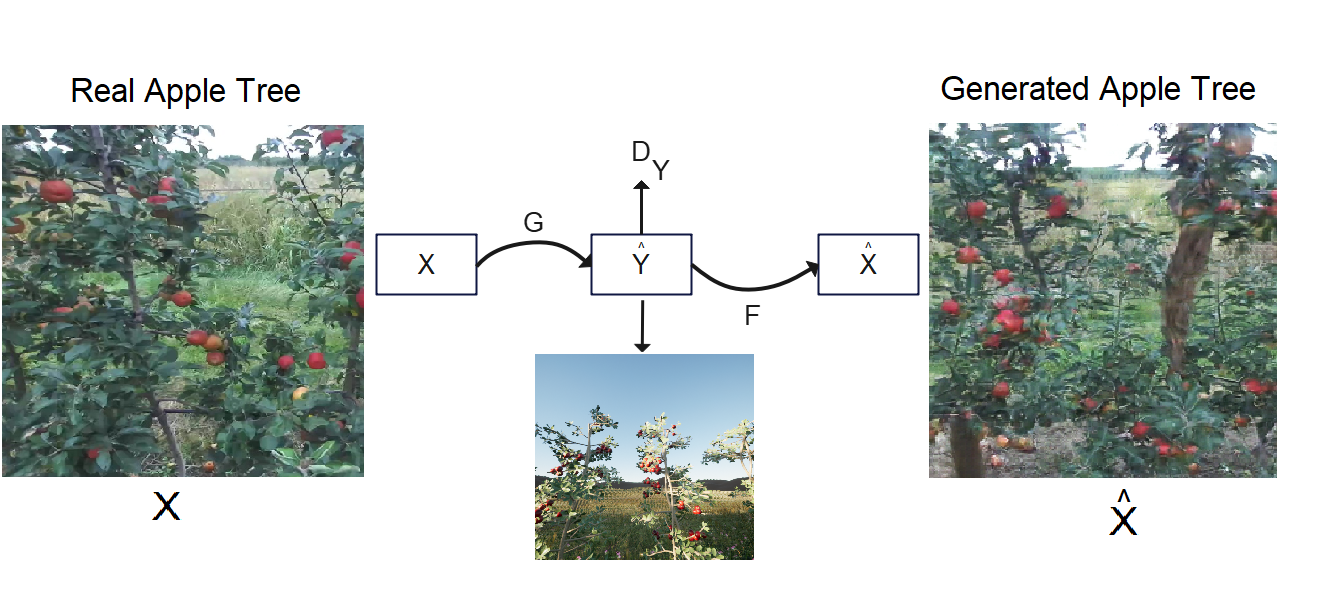 Real Apple Tree
Generated Apple Tree
D Y
G
X
Ŷ
X̂
F
X
X̂